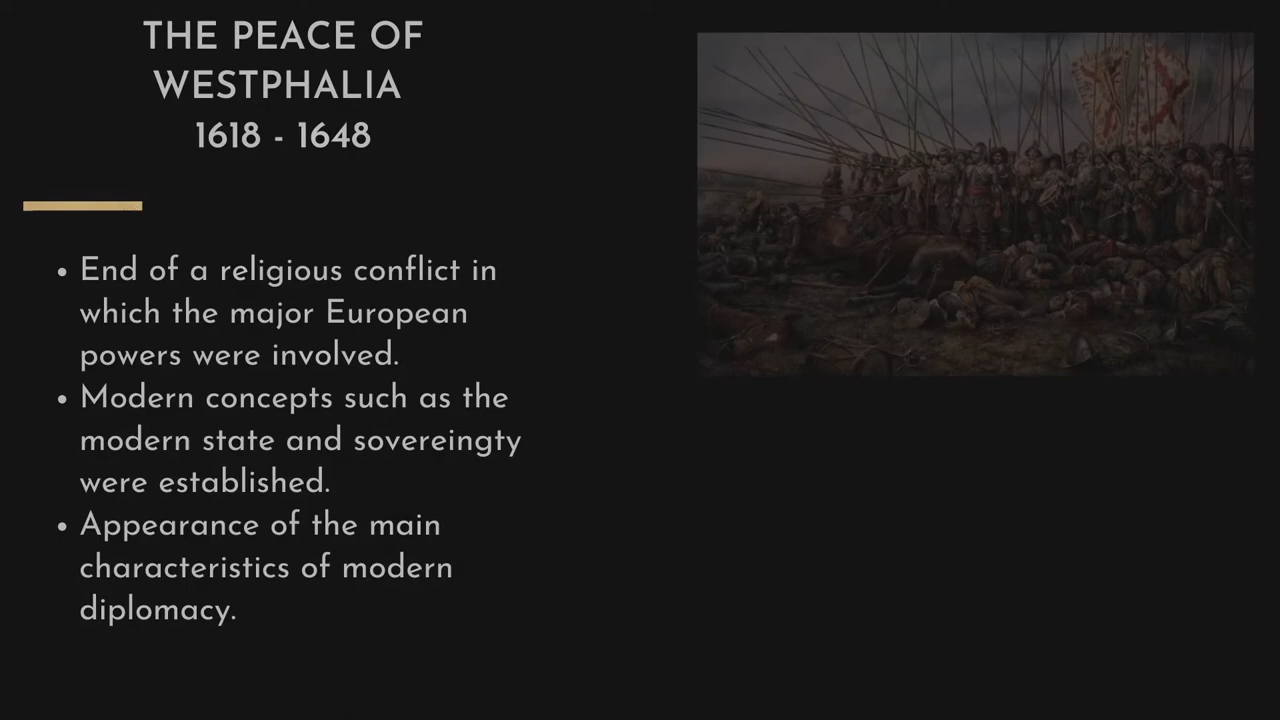 THE PEACE OF
WESTPHALIA
1618 - 1648
• End of a religious conflict in
which the major European
powers were involved.
• Modern concepts such as the
modern state and sovereingty
were established.
• Appearance of the main
characteristics of modern
diplomacy.